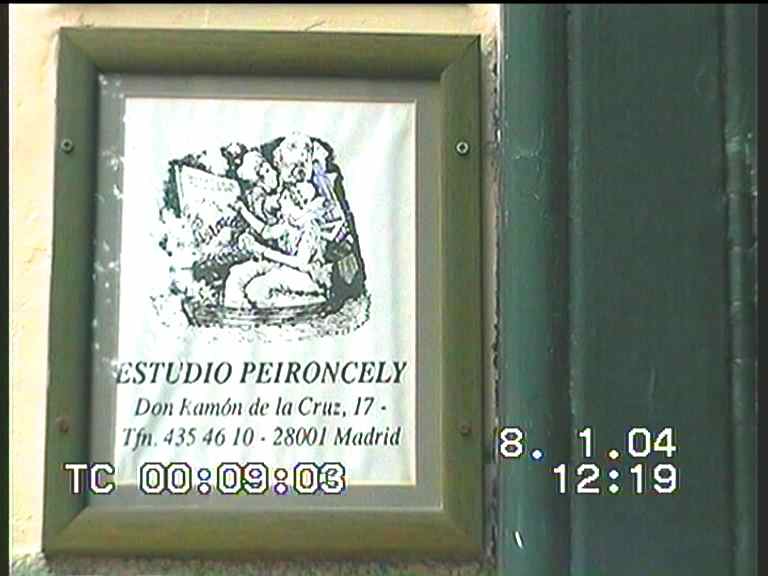 ESTUDIO PEIRONCELY
Don Ramón de la Cruz, 17 -
Tfn. 435 46 10 - 28001 Madrid
8. 1.04
TC 00:09:03 12:19